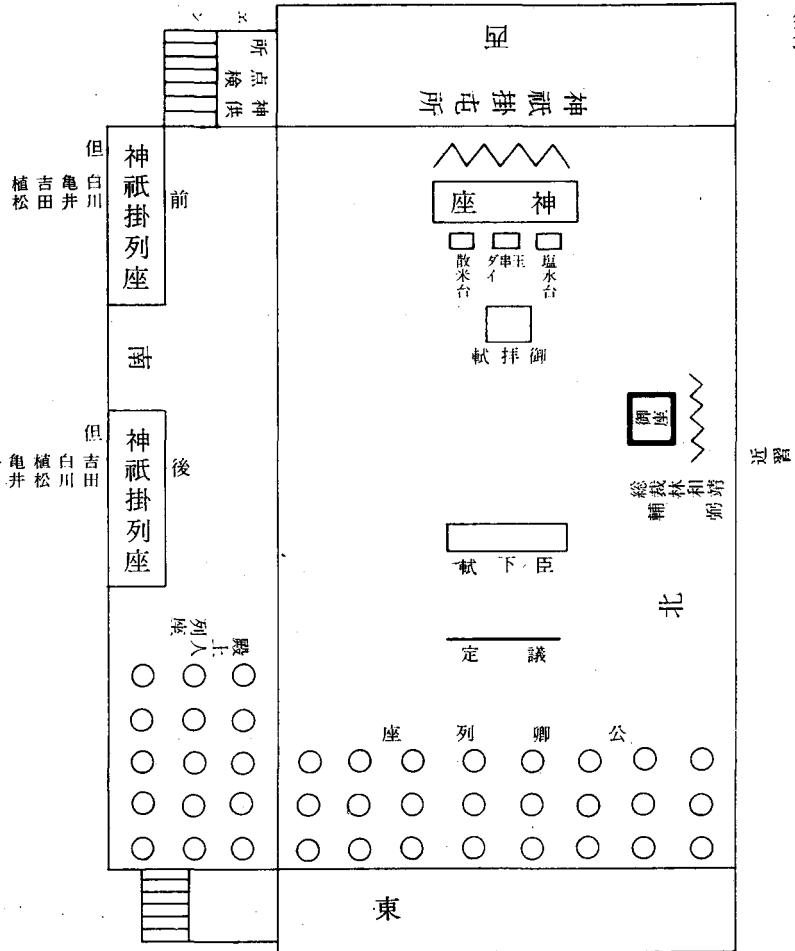 西
神祇掛屯所
神供
点検
所
神座
塩水台
玉串
ダイ
散米台
御拝軾
御座
近習
総裁
輔
林和靖
弼
北
臣下軾
議定
公卿列座
前
神祇掛列座
但
白川
亀井
吉田
植松
南
後
神祇掛列座
但
吉田
白川
植松
亀井
殿上人
列座
東